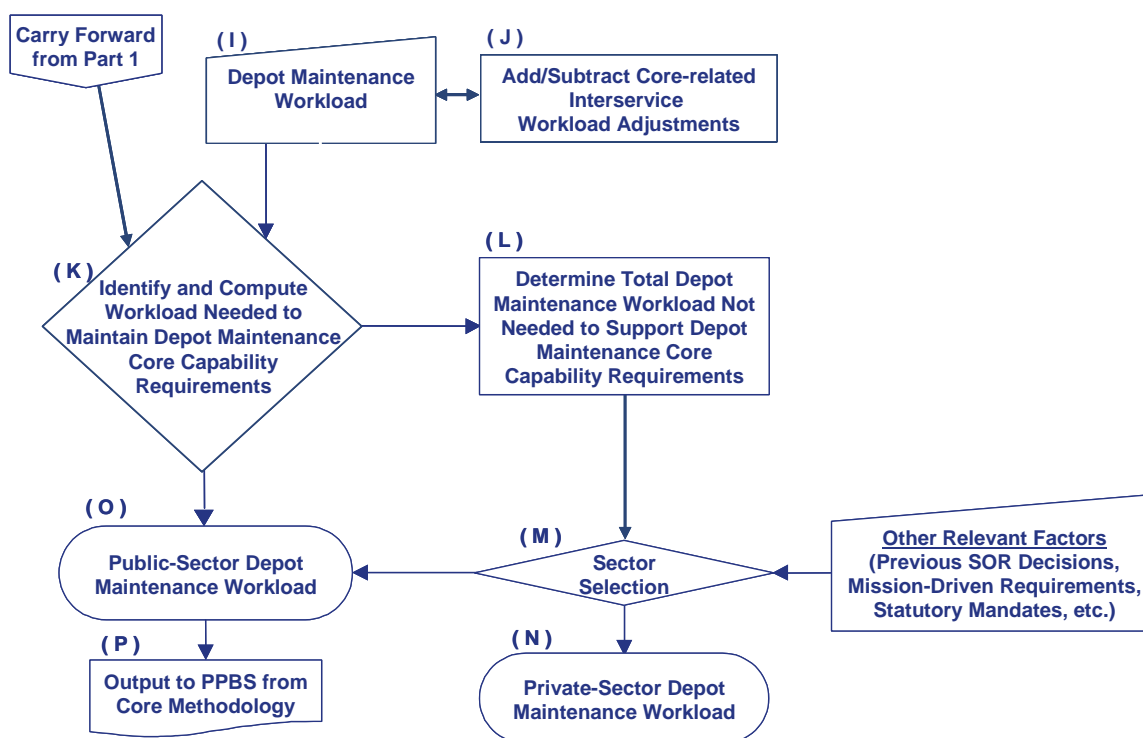 Carry Forward
from Part 1
( I )
Depot Maintenance
Workload
( J )
Add/Subtract Core-related
Interservice
Workload Adjustments
( K )
Identify and Compute
Workload Needed to
Maintain Depot Maintenance
Core Capability
Requirements
( L )
Determine Total Depot
Maintenance Workload Not
Needed to Support Depot
Maintenance Core
Capability Requirements
( O )
Public-Sector Depot
Maintenance Workload
( M )
Sector
Selection
Other Relevant Factors
(Previous SOR Decisions,
Mission-Driven Requirements,
Statutory Mandates, etc.)
( P )
Output to PPBS from
Core Methodology
( N )
Private-Sector Depot
Maintenance Workload